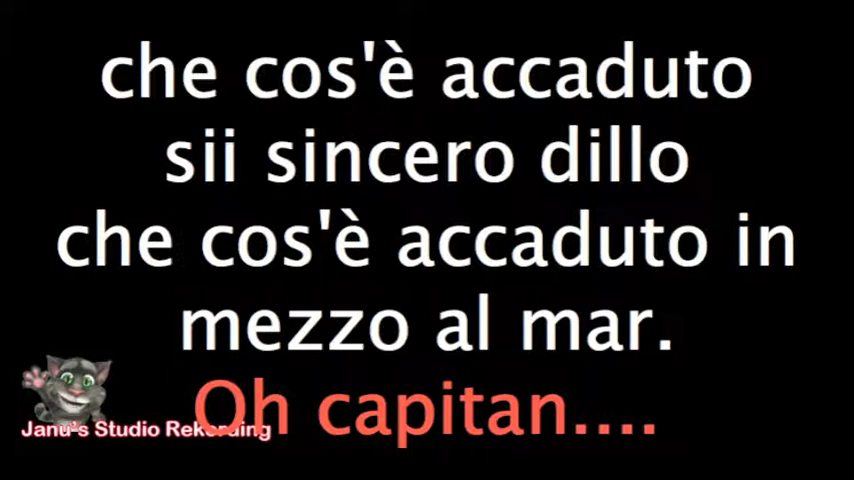 che cos'è accaduto
sii sincero dillo
che cos'è accaduto in
mezzo al mar.
Oh capitan....
Janu's Studio Rekording